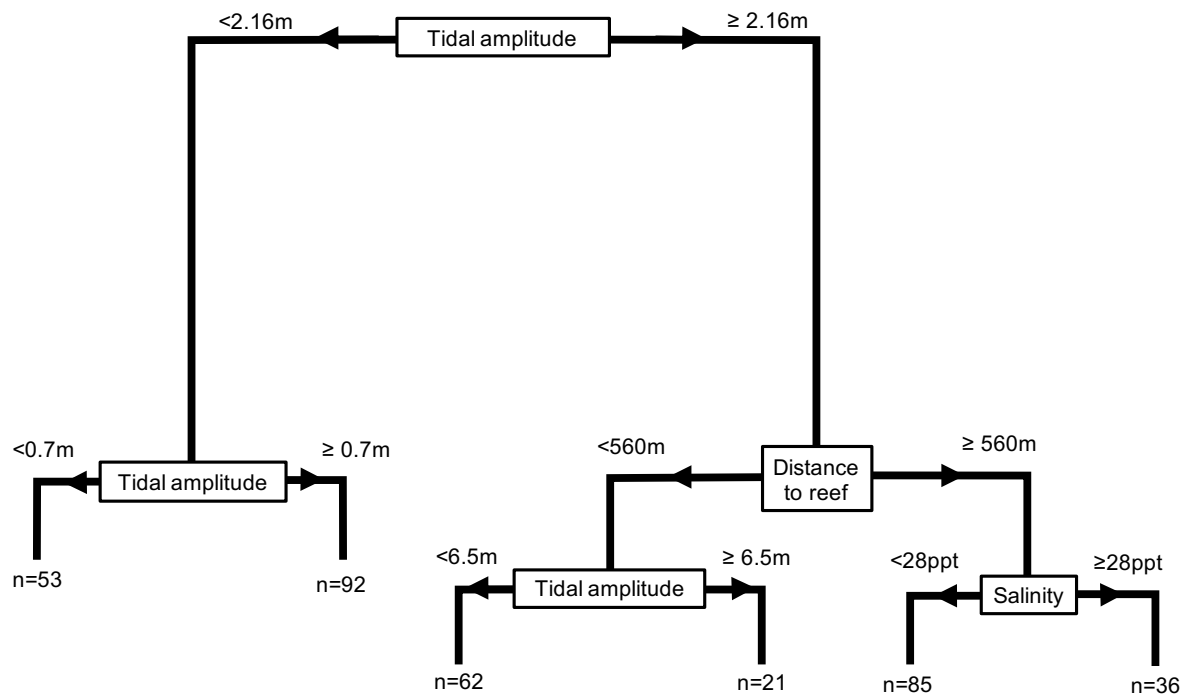 <2.16m
Tidal amplitude
≥ 2.16m
<0.7m
Tidal amplitude
≥ 0.7m
n=53
n=92
<560m
Distance
to reef
≥ 560m
<6.5m
Tidal amplitude
≥ 6.5m
n=62
n=21
<28ppt
Salinity
≥28ppt
n=85
n=36